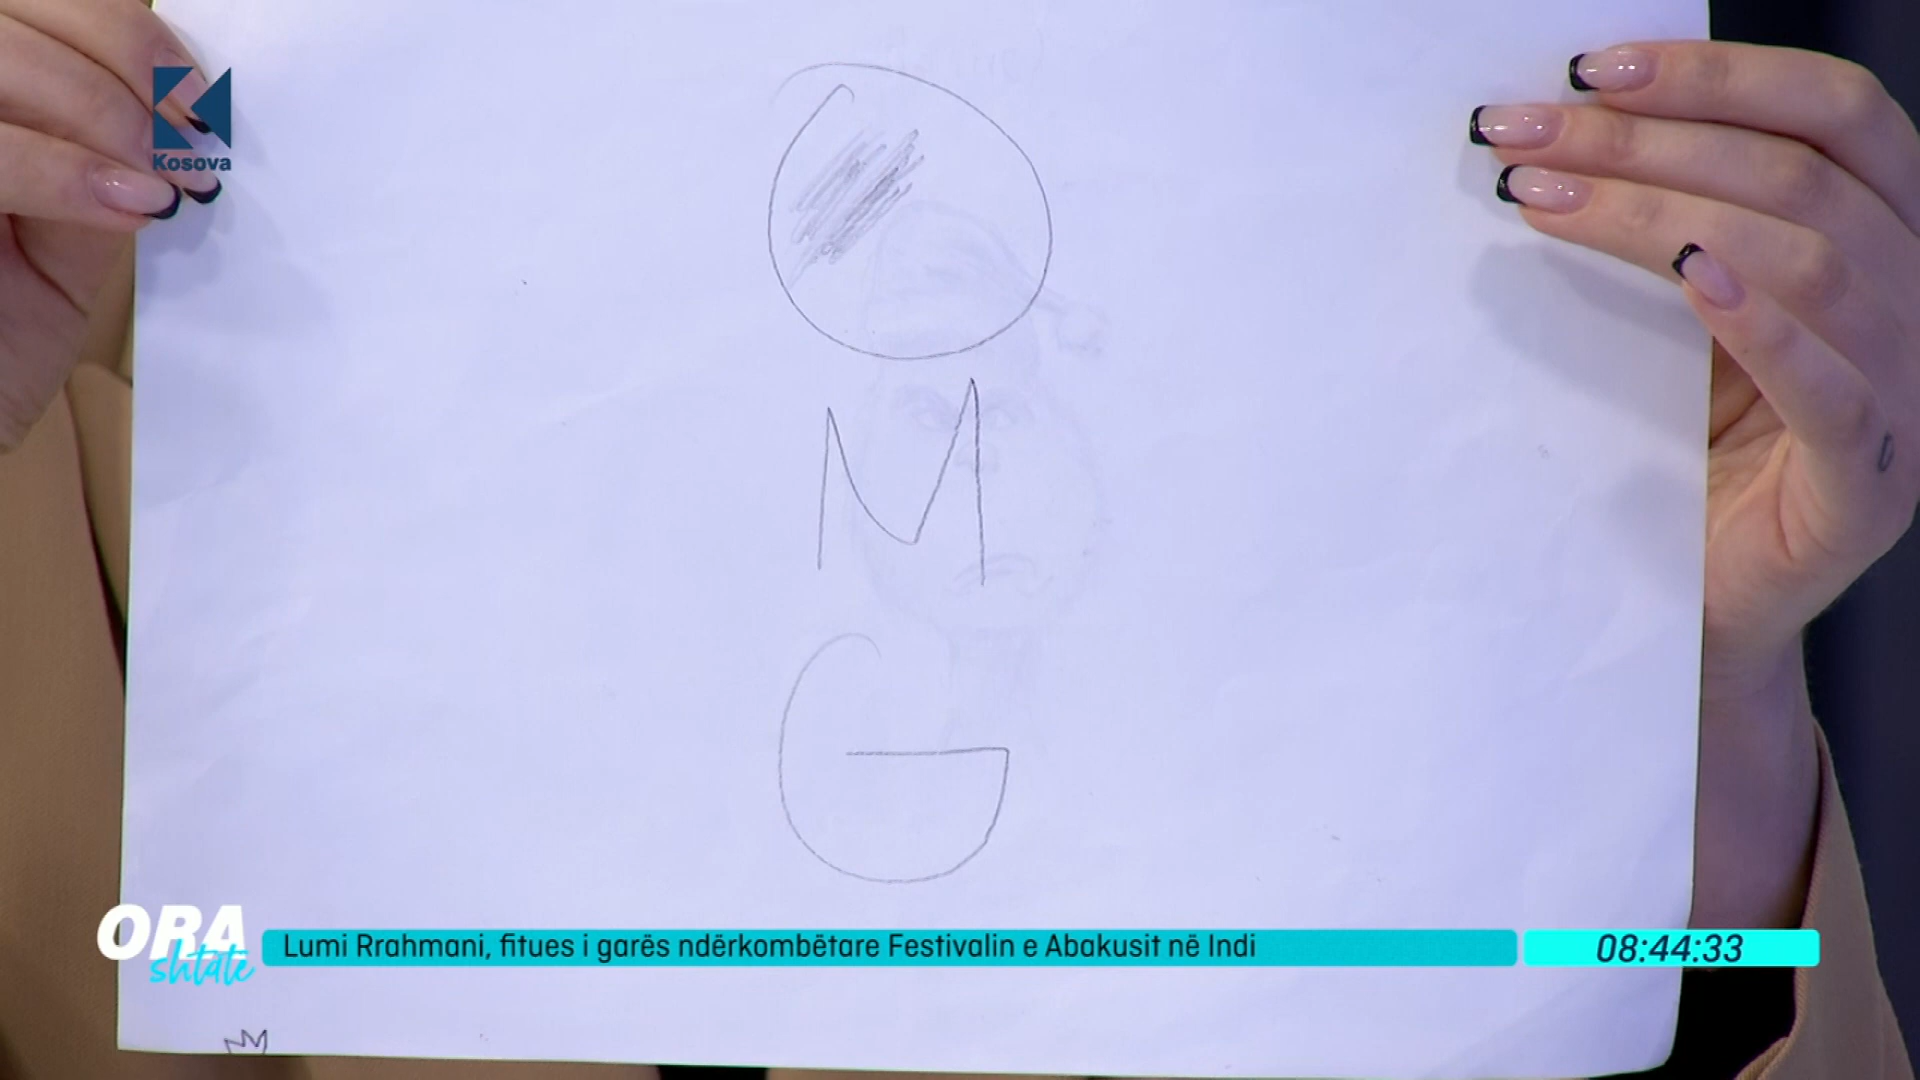 Kosova
O
M
G
ORA
shtatë
Lumi Rrahmani, fitues i garës ndërkombëtare Festivalin e Abakusit në Indi
08:44:33